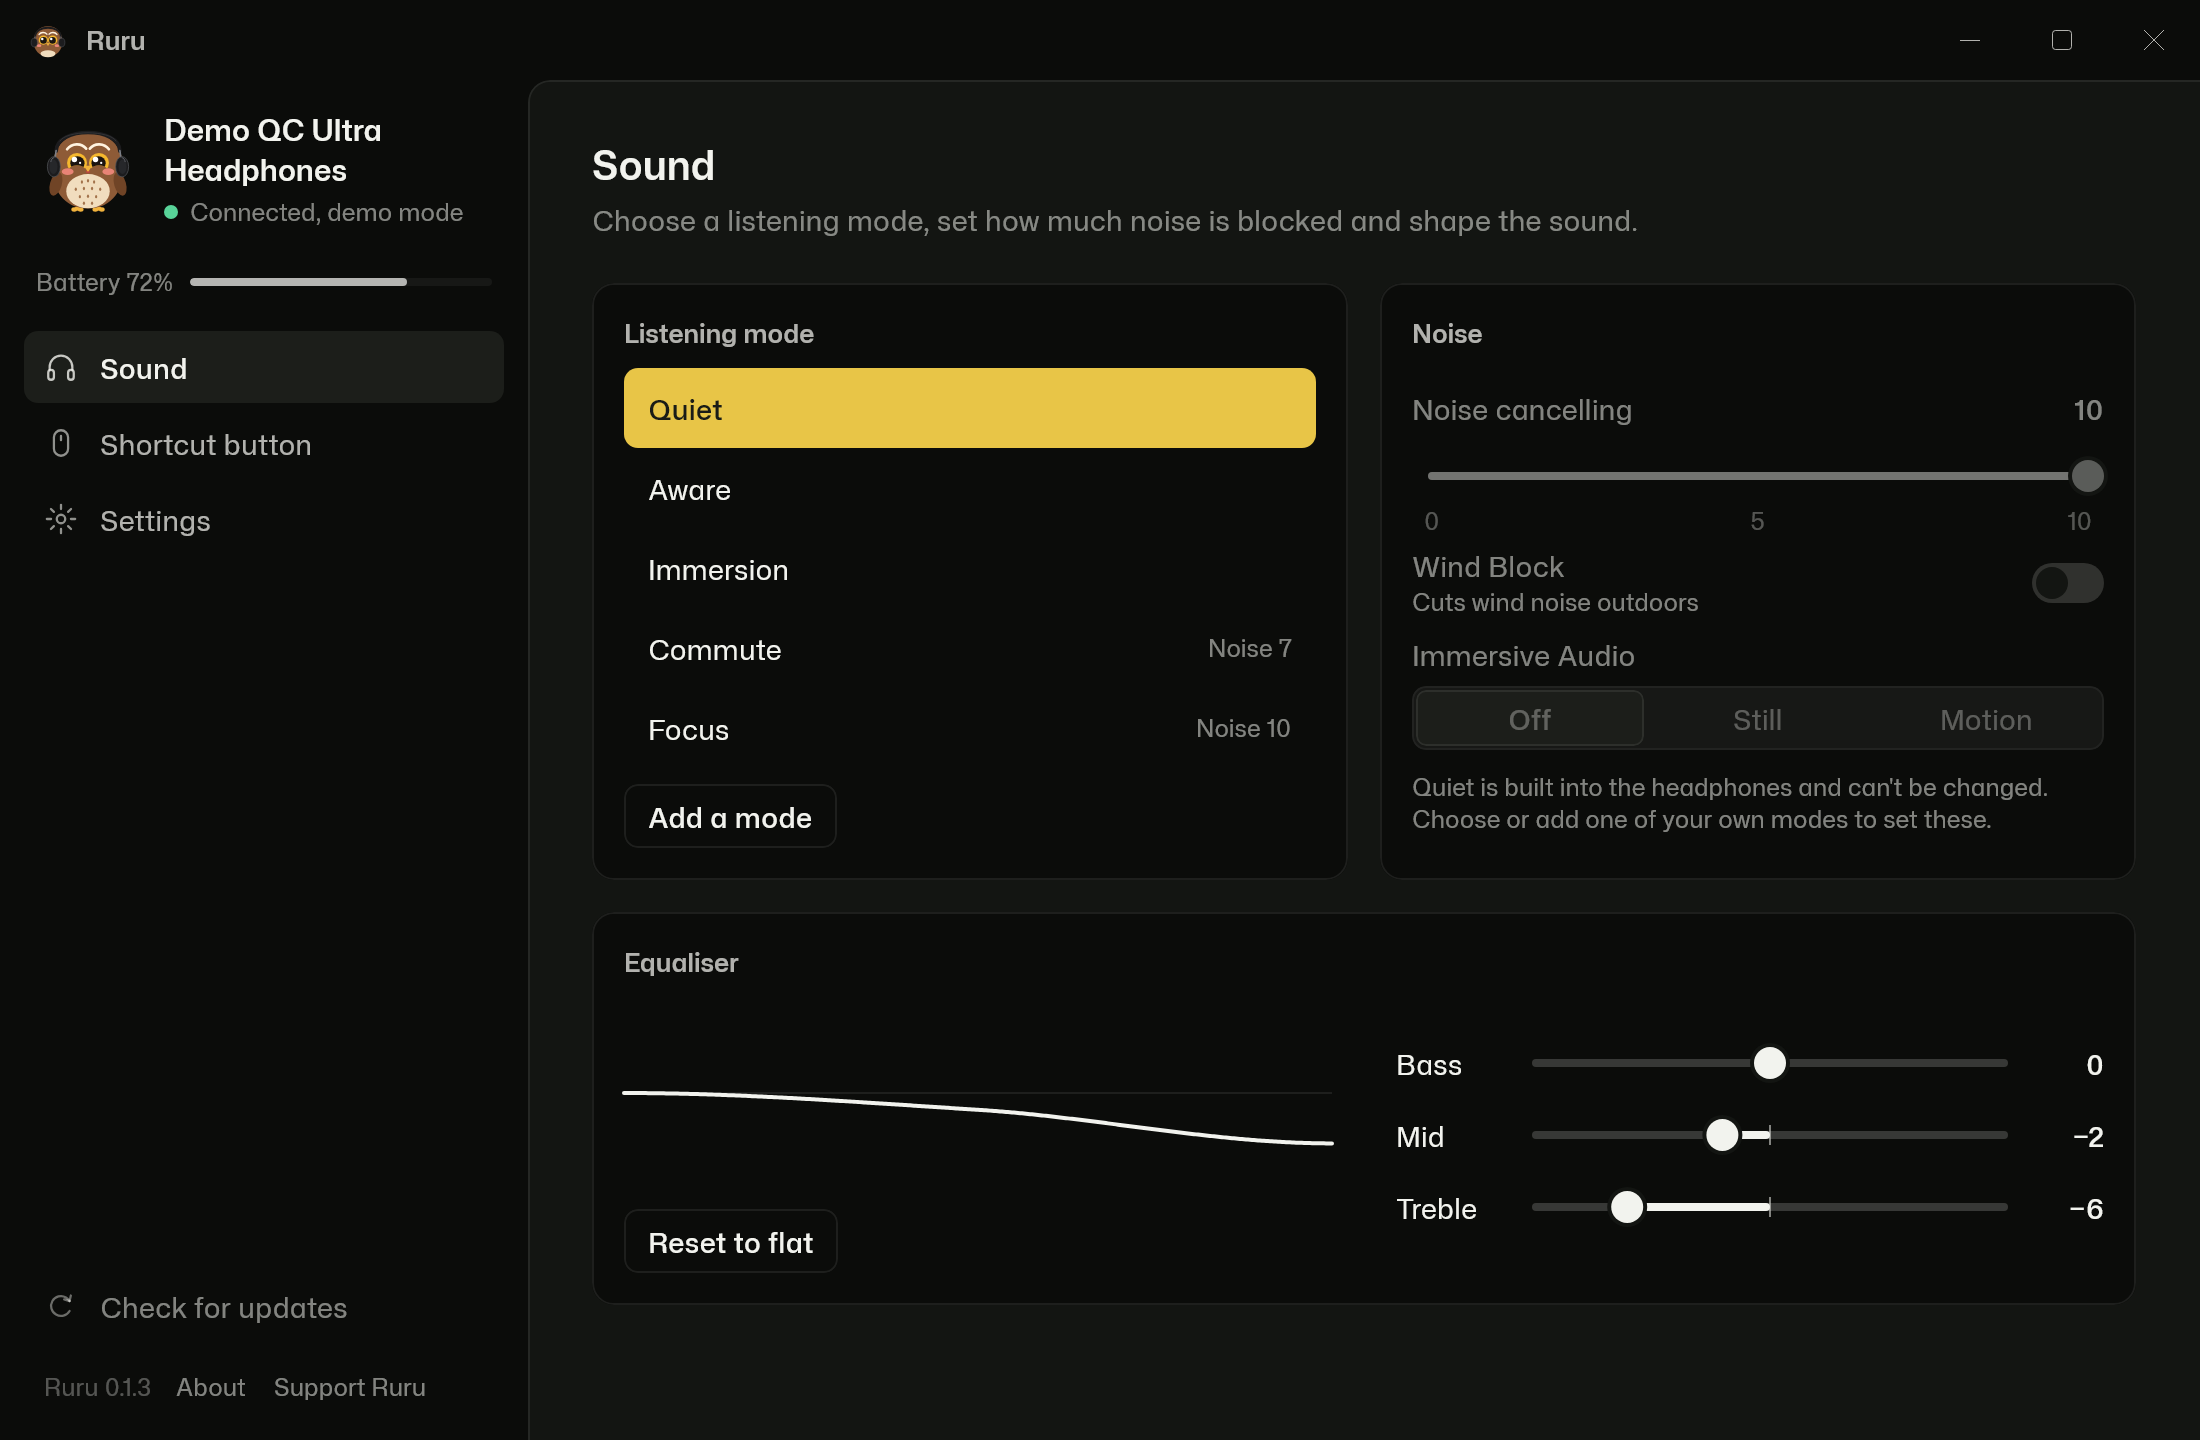 Ruru
Demo QC Ultra
Headphones
Connected, demo mode
Battery 72%
Sound
Shortcut button
Settings
Check for updates
Ruru 0.1.3 About Support Ruru
Sound
Choose a listening mode, set how much noise is blocked and shape the sound.
Listening mode
Quiet
Aware
Immersion
Commute Noise 7
Focus Noise 10
Add a mode
Noise
Noise cancelling 10
0 5 10
Wind Block
Cuts wind noise outdoors
Immersive Audio
Off Still Motion
Quiet is built into the headphones and can't be changed.
Choose or add one of your own modes to set these.
Equaliser
Bass 0
Mid −2
Treble −6
Reset to flat